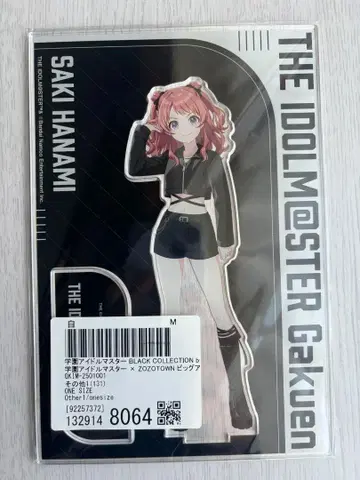 THE IDOLM@STER Gakuen
SAKI HANAMI
THE IDOLM@STER™& © Bandai Namco Entertainment Inc.
THE IDO
白 M
学園アイドルマスター BLACK COLLECTION b
学園アイドルマスター × ZOZOTOWN ビッグア
GKIM-2501001
その他1(131)
ONE SIZE
Other1/onesize
[92257372]
132914 8064